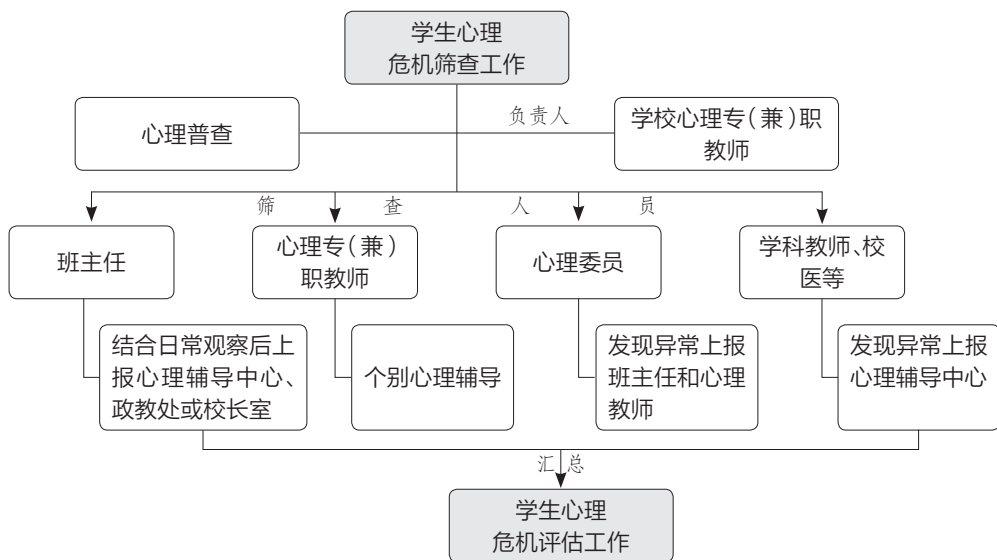 学生心理
危机筛查工作
心理普查
负责人
学校心理专（兼）职
教师
筛查人员
班主任
心理专（兼）
职教师
心理委员
学科教师、校
医等
结合日常观察后上
报心理辅导中心、
政教处或校长室
个别心理辅导
发现异常上报
班主任和心理
教师
发现异常上报
心理辅导中心
汇总
学生心理
危机评估工作